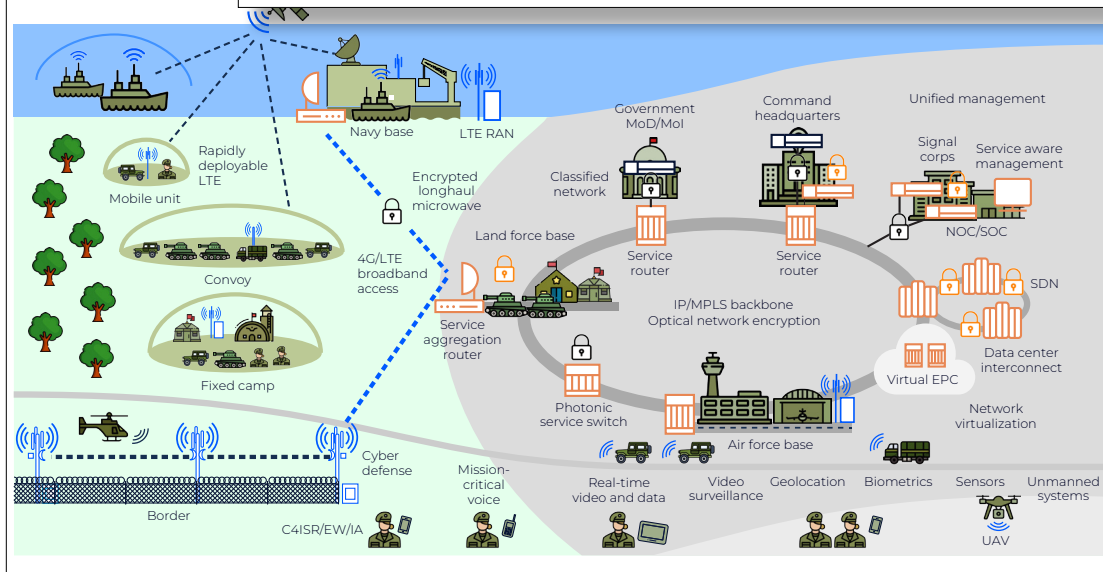 Government
MoD/MoI
Command
headquarters
Unified management
Navy base
LTE RAN
Signal
corps
Service aware
management
Rapidly
deployable
LTE
Mobile unit
Encrypted
longhaul
microwave
Classified
network
NOC/SOC
Land force base
Service
router
Service
router
Convoy
4G/LTE
broadband
access
SDN
IP/MPLS backbone
Optical network encryption
Service
aggregation
router
Data center
interconnect
Virtual EPC
Fixed camp
Photonic
service switch
Network
virtualization
Air force base
Cyber
defense
Mission-
critical
voice
Real-time
video and data
Video
surveillance
Geolocation
Biometrics
Sensors
Unmanned
systems
Border
C4ISR/EW/IA
UAV